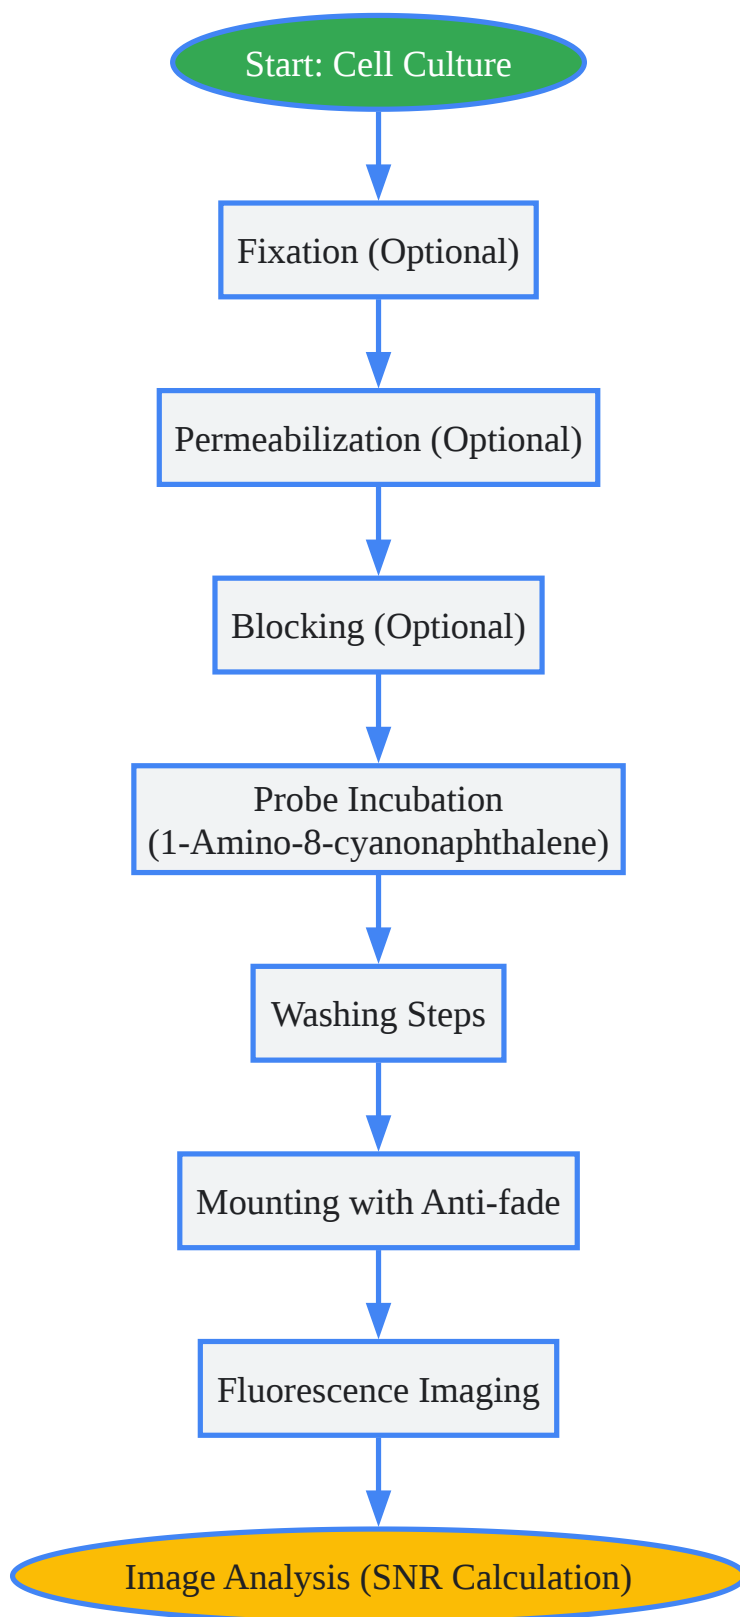 Start: Cell Culture
Fixation (Optional)
Permeabilization (Optional)
Blocking (Optional)
Probe Incubation
(1-Amino-8-cyanonaphthalene)
Washing Steps
Mounting with Anti-fade
Fluorescence Imaging
Image Analysis (SNR Calculation)